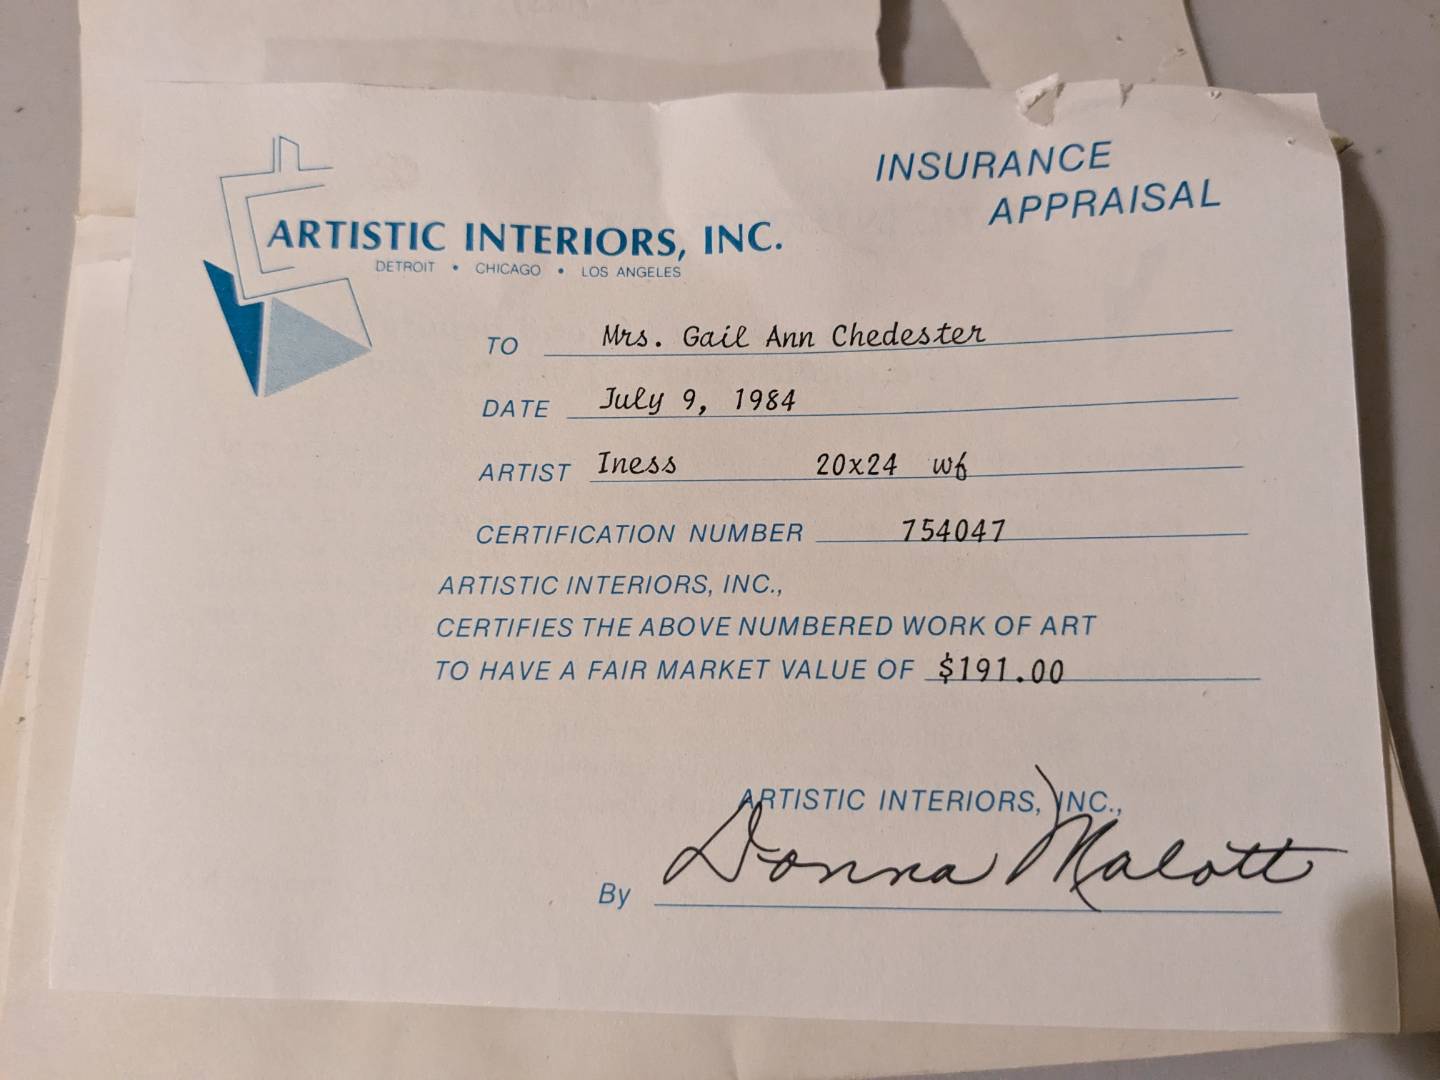 INSURANCE
APPRAISAL
ARTISTIC INTERIORS, INC.
DETROIT • CHICAGO • LOS ANGELES
TO Mrs. Gail Ann Chedester
DATE July 9, 1984
ARTIST Iness 20x24 wf
CERTIFICATION NUMBER 754047
ARTISTIC INTERIORS, INC.,
CERTIFIES THE ABOVE NUMBERED WORK OF ART
TO HAVE A FAIR MARKET VALUE OF $191.00
ARTISTIC INTERIORS, INC.,
By Donna Malott